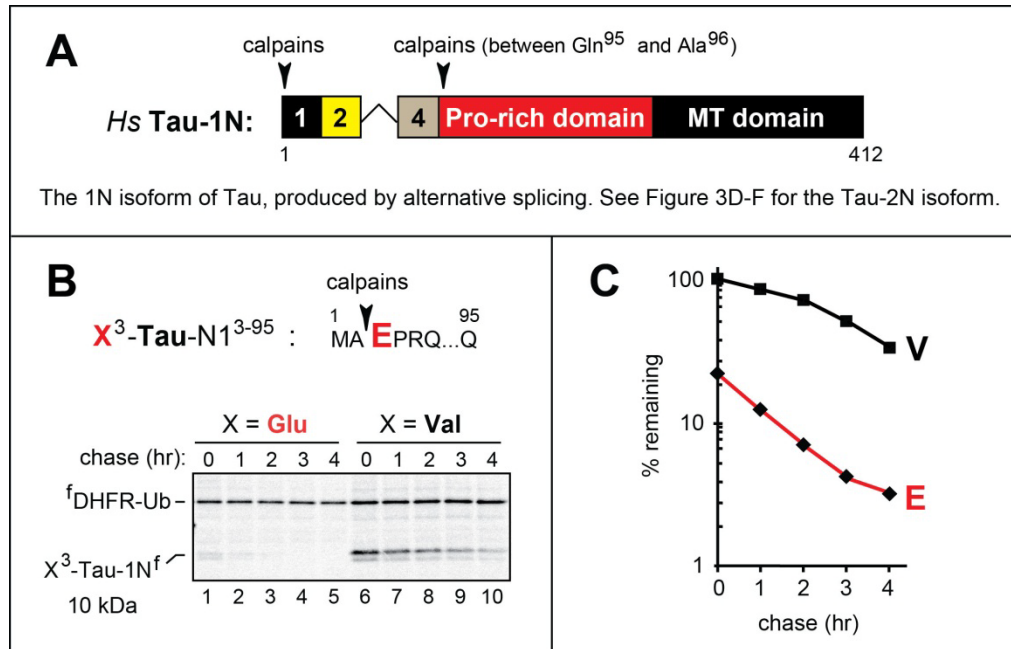 A
calpains
calpains (between Gln95 and Ala96)
Hs Tau-1N:
1 2 4 Pro-rich domain MT domain
1 412
The 1N isoform of Tau, produced by alternative splicing. See Figure 3D-F for the Tau-2N isoform.
B
calpains
1 95
X3-Tau-N13-95 : MA EPRQ...Q
X = Glu X = Val
chase (hr): 0 1 2 3 4 0 1 2 3 4
fDHFR-Ub
X3-Tau-1Nf
10 kDa 1 2 3 4 5 6 7 8 9 10
C
100
10
1
% remaining
V
E
0 1 2 3 4
chase (hr)